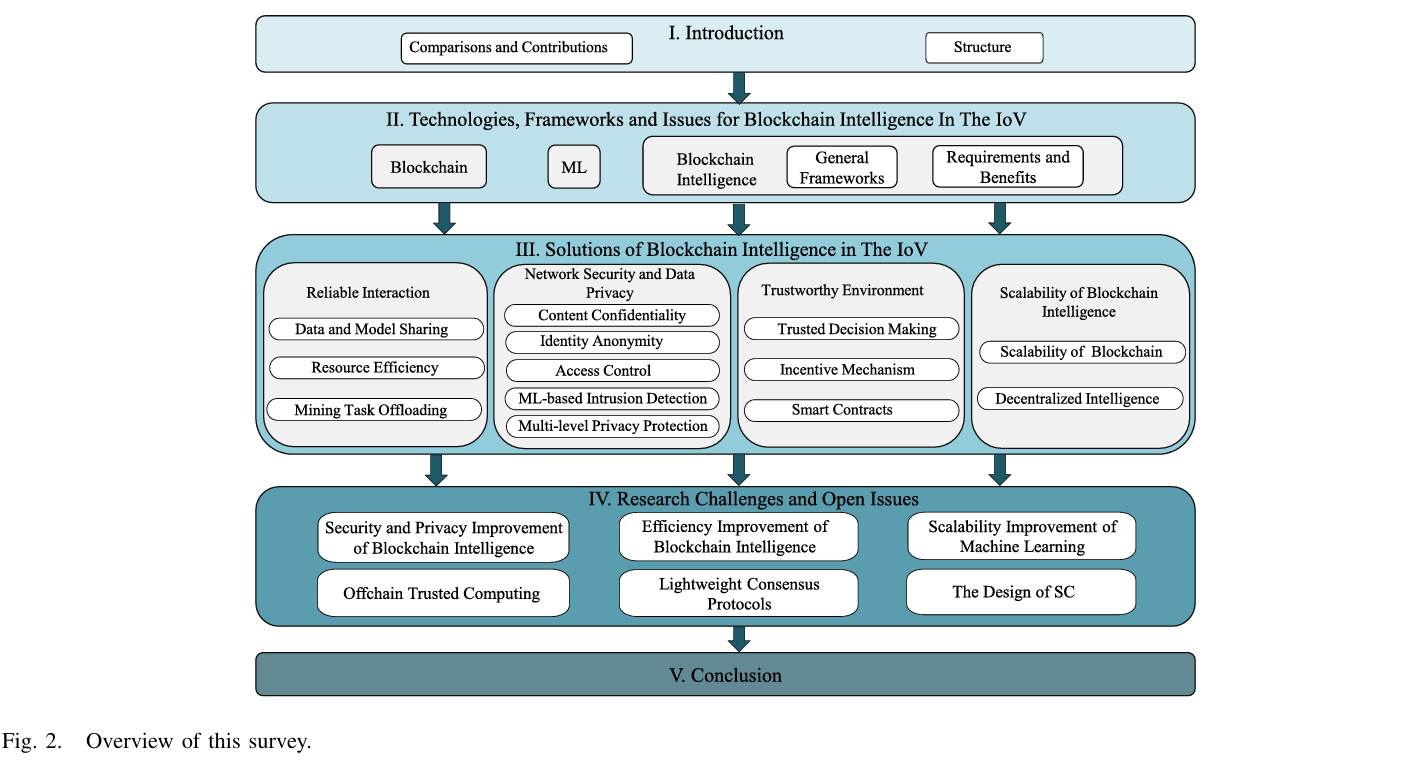 I. Introduction
Comparisons and Contributions
Structure
II. Technologies, Frameworks and Issues for Blockchain Intelligence In The IoV
Blockchain
ML
Blockchain
Intelligence
General
Frameworks
Requirements and
Benefits
III. Solutions of Blockchain Intelligence in The IoV
Reliable Interaction
Data and Model Sharing
Resource Efficiency
Mining Task Offloading
Network Security and Data
Privacy
Content Confidentiality
Identity Anonymity
Access Control
ML-based Intrusion Detection
Multi-level Privacy Protection
Trustworthy Environment
Trusted Decision Making
Incentive Mechanism
Smart Contracts
Scalability of Blockchain
Intelligence
Scalability of Blockchain
Decentralized Intelligence
IV. Research Challenges and Open Issues
Security and Privacy Improvement
of Blockchain Intelligence
Efficiency Improvement of
Blockchain Intelligence
Scalability Improvement of
Machine Learning
Offchain Trusted Computing
Lightweight Consensus
Protocols
The Design of SC
V. Conclusion
Fig. 2. Overview of this survey.